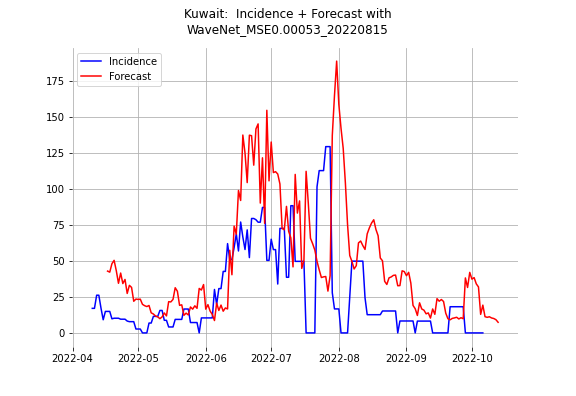 Kuwait:  Incidence + Forecast with
WaveNet_MSE0.00053_20220815
Incidence
Forecast
175
150
125
100
75
50
25
0
2022-04 2022-05 2022-06 2022-07 2022-08 2022-09 2022-10